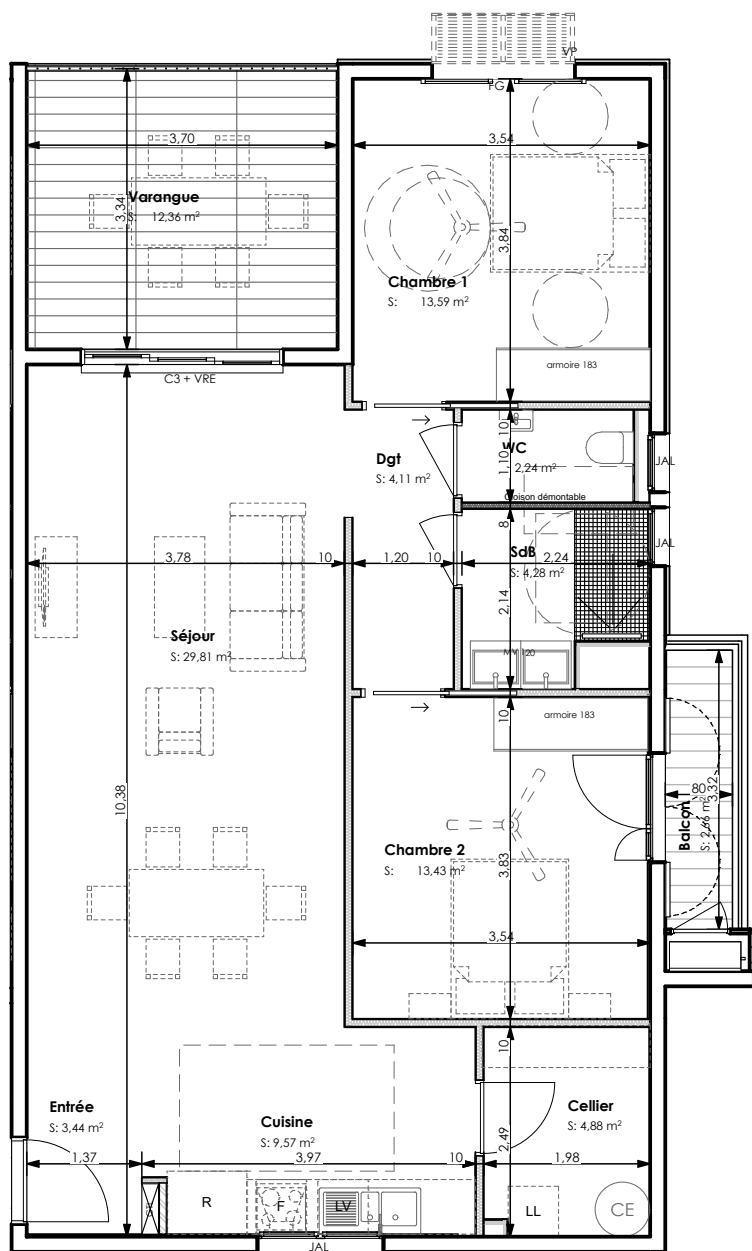 VP
FG
3,70
3,54
Varangue
S: 12,36 m²
3,34
3,84
Chambre 1
S: 13,59 m²
armoire 183
C3 + VRE
10
WC
2,24 m²
1,10
JAL
Dgt
S: 4,11 m²
Cloison démontable
8
SdB
S: 4,28 m²
JAL
3,78
10
1,20
10
2,24
2,14
Séjour
S: 29,81 m²
MV 120
10
armoire 183
10,38
80
3,32
Balcon
S: 2,66 m²
Chambre 2
S: 13,43 m²
3,83
3,54
10
Entrée
S: 3,44 m²
Cuisine
S: 9,57 m²
Cellier
S: 4,88 m²
2,49
1,37
3,97
10
1,98
R
F
LV
LL
CE
JAL